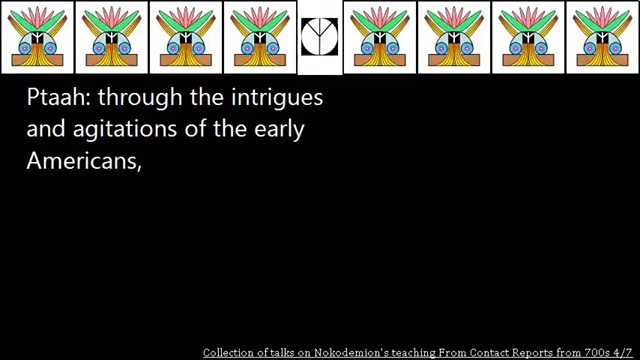 Ptaah: through the intrigues
and agitations of the early
Americans,
Collection of talks on Nokodemion's teaching From Contact Reports from 700s 4/7